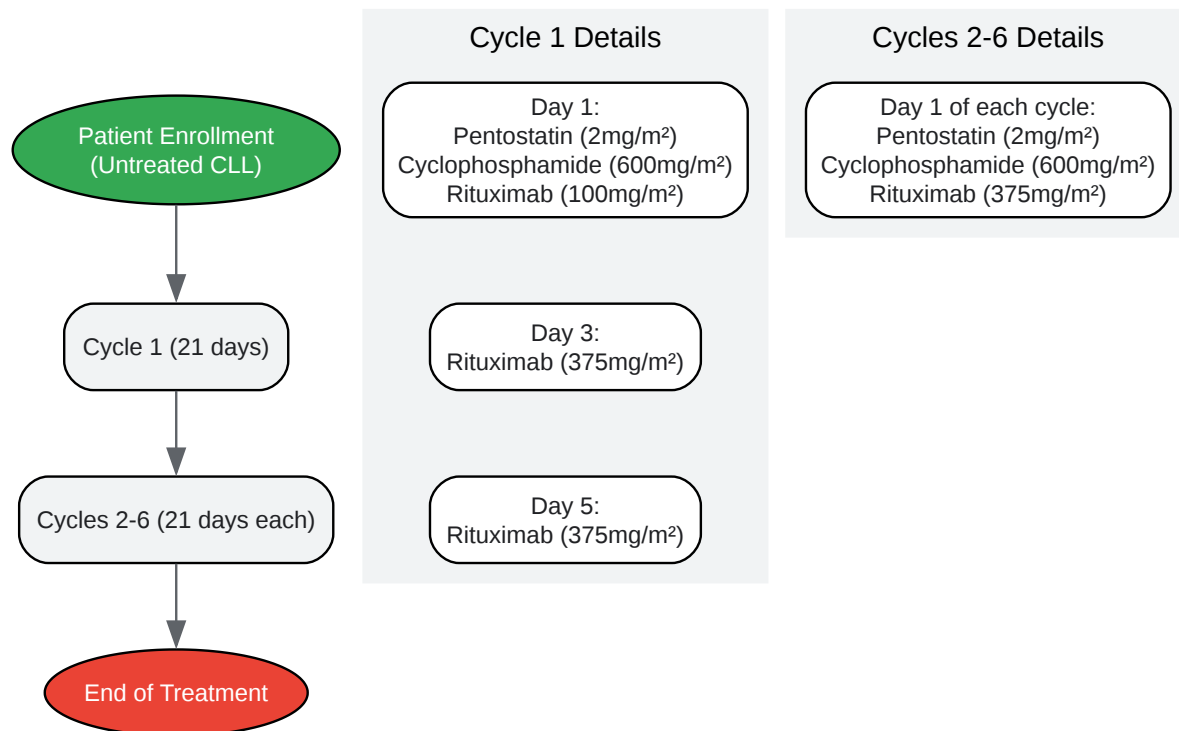 Cycle 1 Details
Cycles 2-6 Details
Patient Enrollment
(Untreated CLL)
Day 1:
Pentostatin (2mg/m²)
Cyclophosphamide (600mg/m²)
Rituximab (100mg/m²)
Day 1 of each cycle:
Pentostatin (2mg/m²)
Cyclophosphamide (600mg/m²)
Rituximab (375mg/m²)
Cycle 1 (21 days)
Day 3:
Rituximab (375mg/m²)
Cycles 2-6 (21 days each)
Day 5:
Rituximab (375mg/m²)
End of Treatment